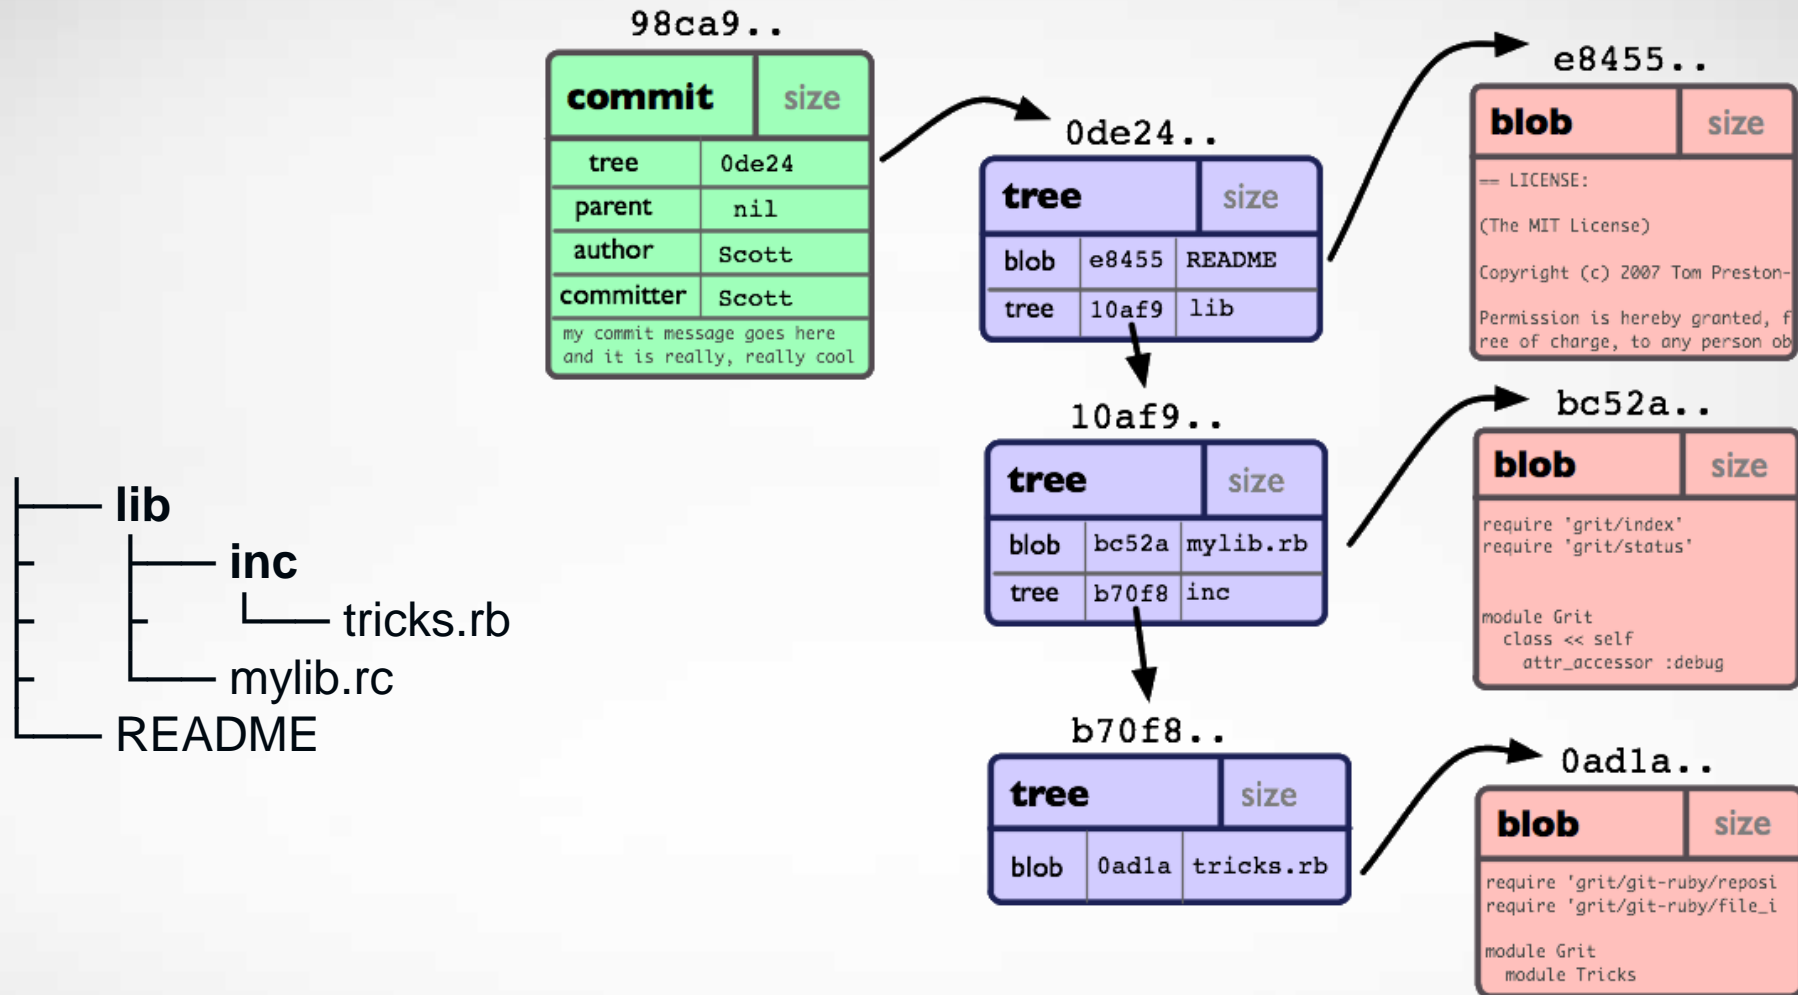 98ca9..
commit size
tree 0de24
parent nil
author Scott
committer Scott
my commit message goes here
and it is really, really cool
0de24..
tree size
blob e8455 README
tree 10af9 lib
10af9..
tree size
blob bc52a mylib.rb
tree b70f8 inc
b70f8..
tree size
blob 0ad1a tricks.rb
e8455..
blob size
== LICENSE:
(The MIT License)
Copyright (c) 2007 Tom Preston-
Permission is hereby granted, f
ree of charge, to any person ob
bc52a..
blob size
require 'grit/index'
require 'grit/status'
module Grit
class << self
attr_accessor :debug
0ad1a..
blob size
require 'grit/git-ruby/reposi
require 'grit/git-ruby/file_i
module Grit
module Tricks
lib
inc
tricks.rb
mylib.rc
README